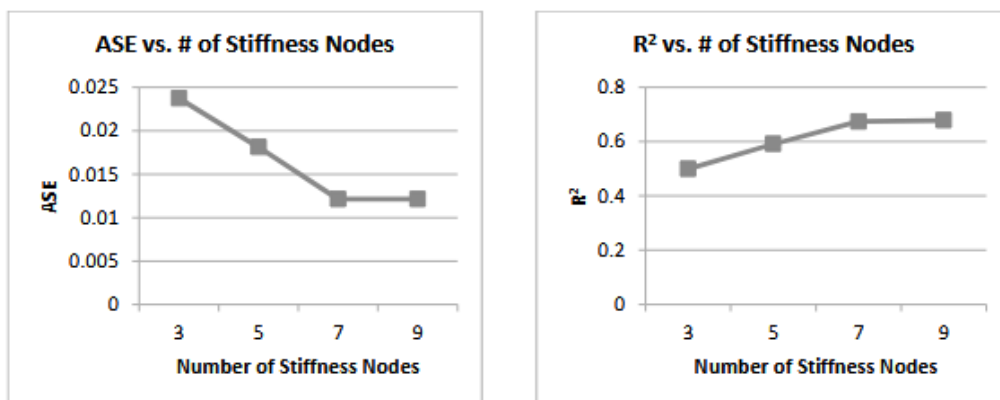 ASE vs. # of Stiffness Nodes
0.025
0.02
0.015
0.01
0.005
0
ASE
3 5 7 9
Number of Stiffness Nodes
R² vs. # of Stiffness Nodes
0.8
0.6
0.4
0.2
0
R²
3 5 7 9
Number of Stiffness Nodes